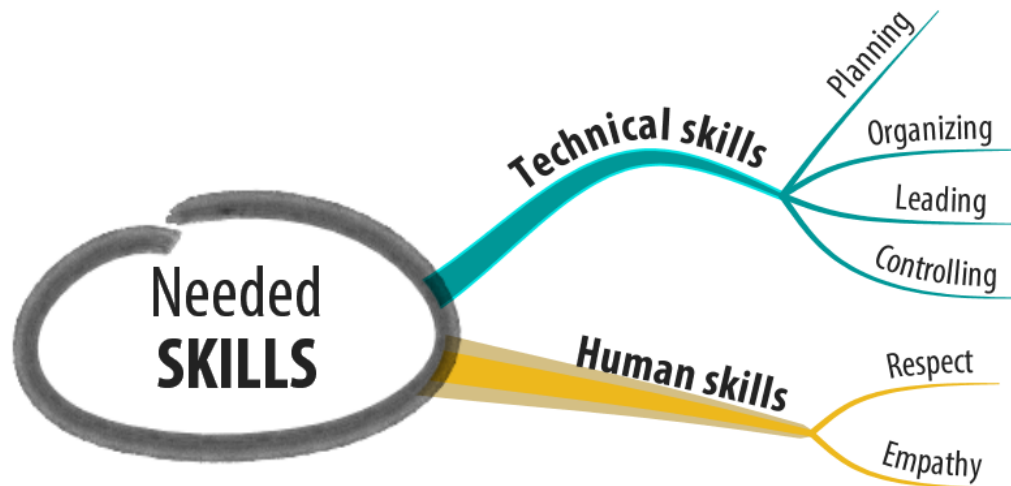 Needed
SKILLS
Technical skills
Planning
Organizing
Leading
Controlling
Human skills
Respect
Empathy